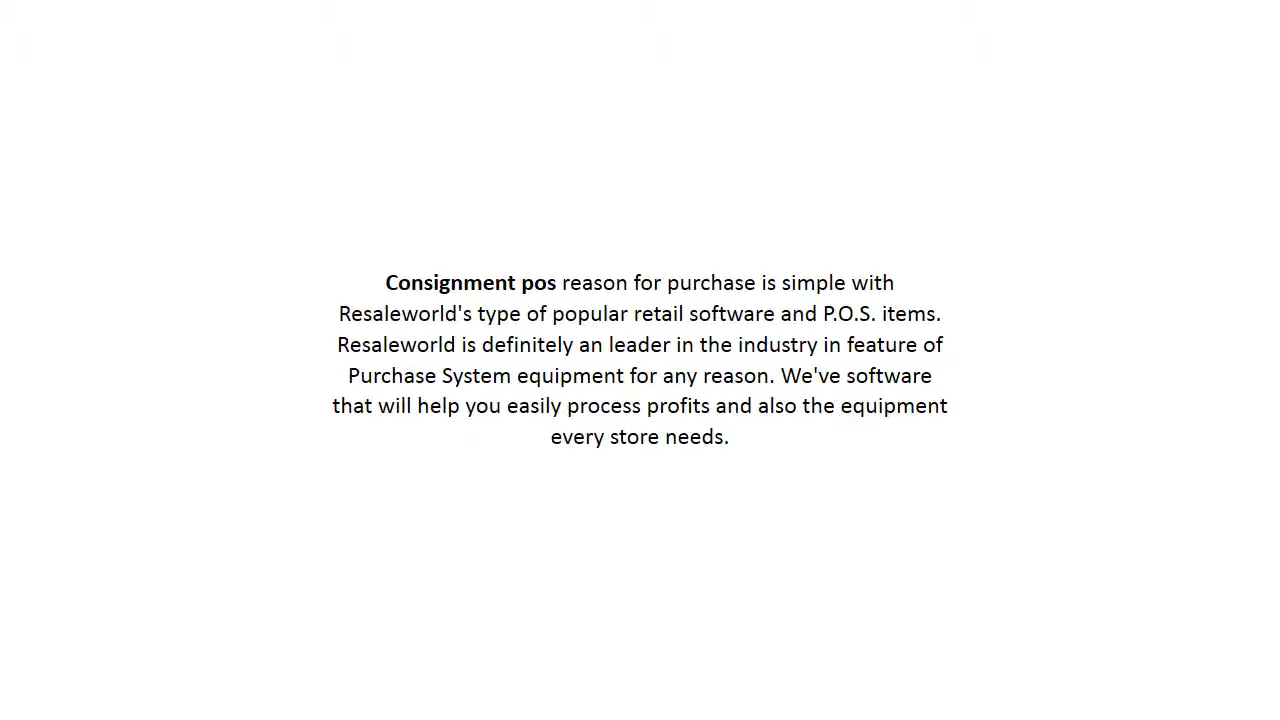 Consignment pos reason for purchase is simple with
Resaleworld's type of popular retail software and P.O.S. items.
Resaleworld is definitely an leader in the industry in feature of
Purchase System equipment for any reason. We've software
that will help you easily process profits and also the equipment
every store needs.